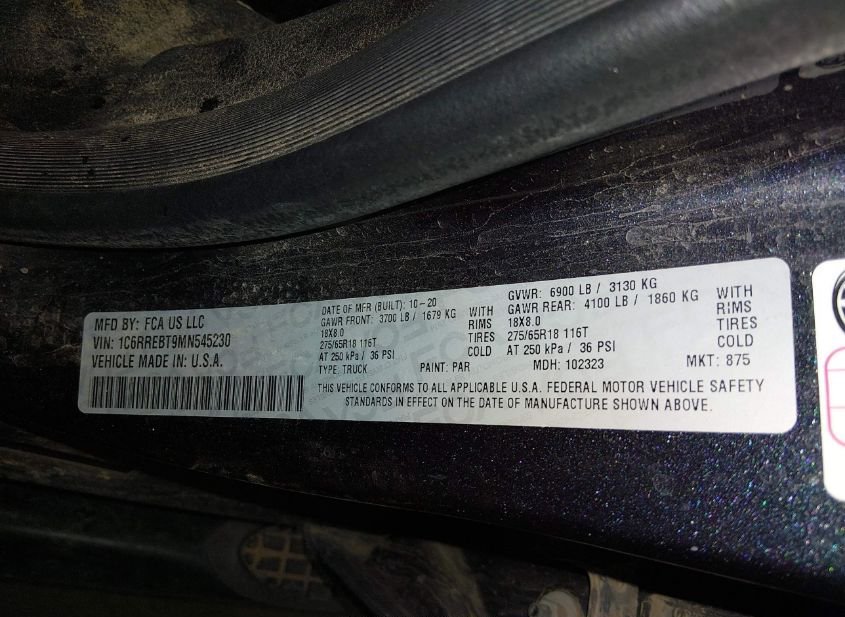 MFD BY: FCA US LLC
VIN: 1C6RREBT9MN545230
VEHICLE MADE IN U.S.A.
DATE OF MFR (BUILT): 10-20
GAWR FRONT: 3700 LB / 1679 KG WITH
18X8.0 RIMS
275/65R18 116T TIRES
AT 250 kPa / 36 PSI COLD
TYPE: TRUCK PAINT: PAR MDH: 102323 MKT: 875
GVWR: 6900 LB / 3130 KG
GAWR REAR: 4100 LB / 1860 KG WITH
18X8.0 RIMS
275/65R18 116T TIRES
AT 250 kPa / 36 PSI COLD
THIS VEHICLE CONFORMS TO ALL APPLICABLE U.S.A. FEDERAL MOTOR VEHICLE SAFETY
STANDARDS IN EFFECT ON THE DATE OF MANUFACTURE SHOWN ABOVE.